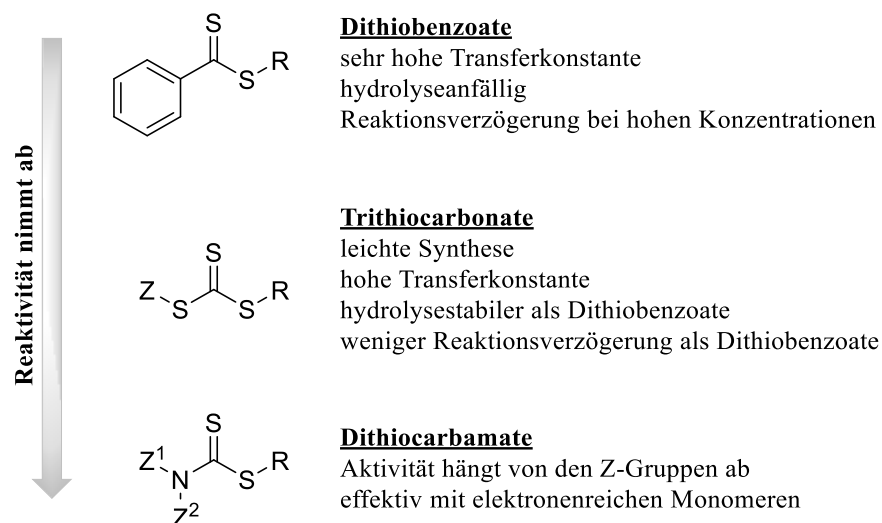 Reaktivität nimmt ab
S
S
R
Dithiobenzoate
sehr hohe Transferkonstante
hydrolyseanfällig
Reaktionsverzögerung bei hohen Konzentrationen
S
Z
S
S
R
Trithiocarbonate
leichte Synthese
hohe Transferkonstante
hydrolysestabiler als Dithiobenzoate
weniger Reaktionsverzögerung als Dithiobenzoate
S
Z¹
N
S
R
Z²
Dithiocarbamate
Aktivität hängt von den Z-Gruppen ab
effektiv mit elektronenreichen Monomeren